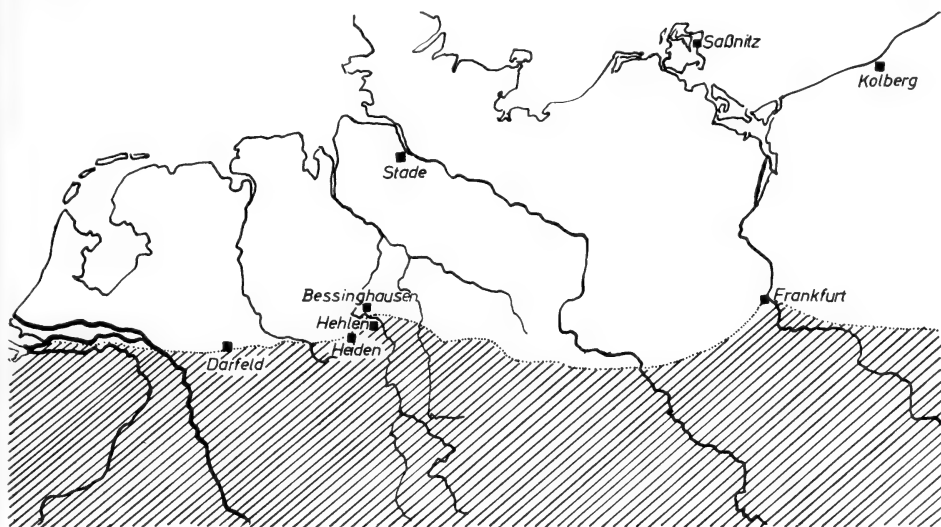 Saßnitz
Kolberg
Stade
Bessinghausen
Frankfurt
Hehlen
Heiden
Darfeld